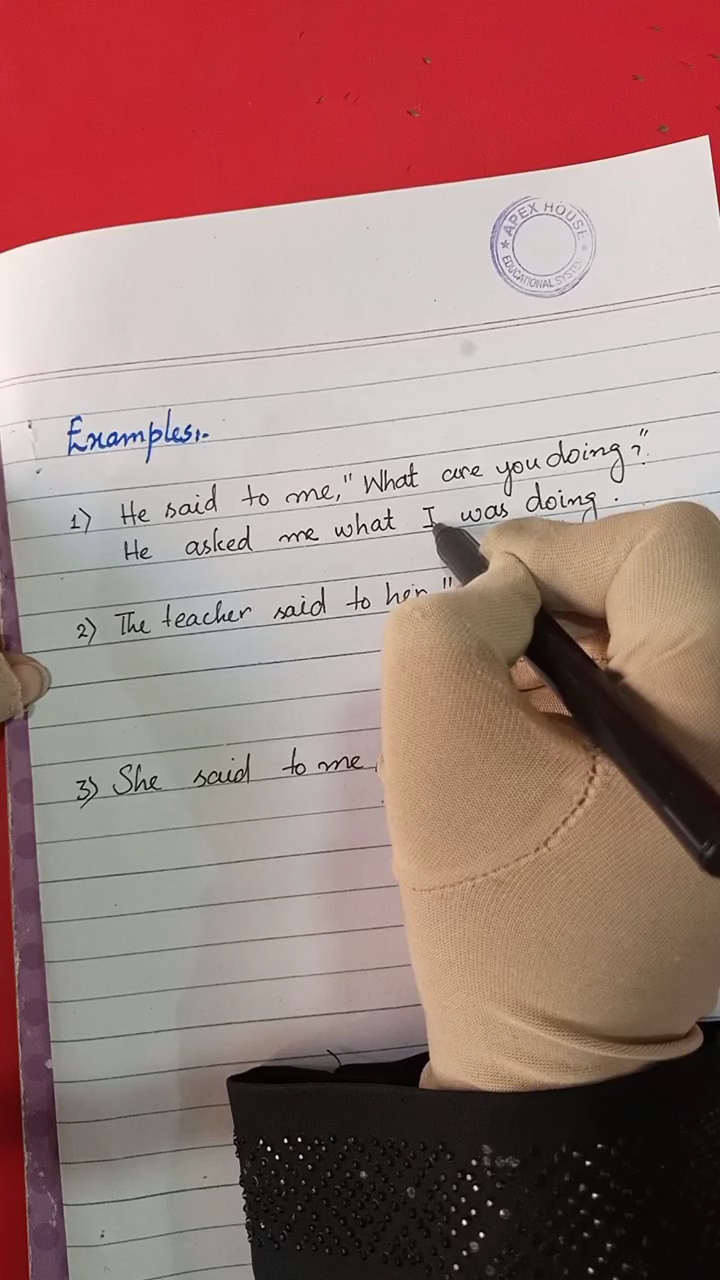 APEX HOUSE
EDUCATIONAL SYSTEM
Examples:-
1) He said to me, "What are you doing?"
He asked me what I was doing.
2) The teacher said to her, "
3) She said to me